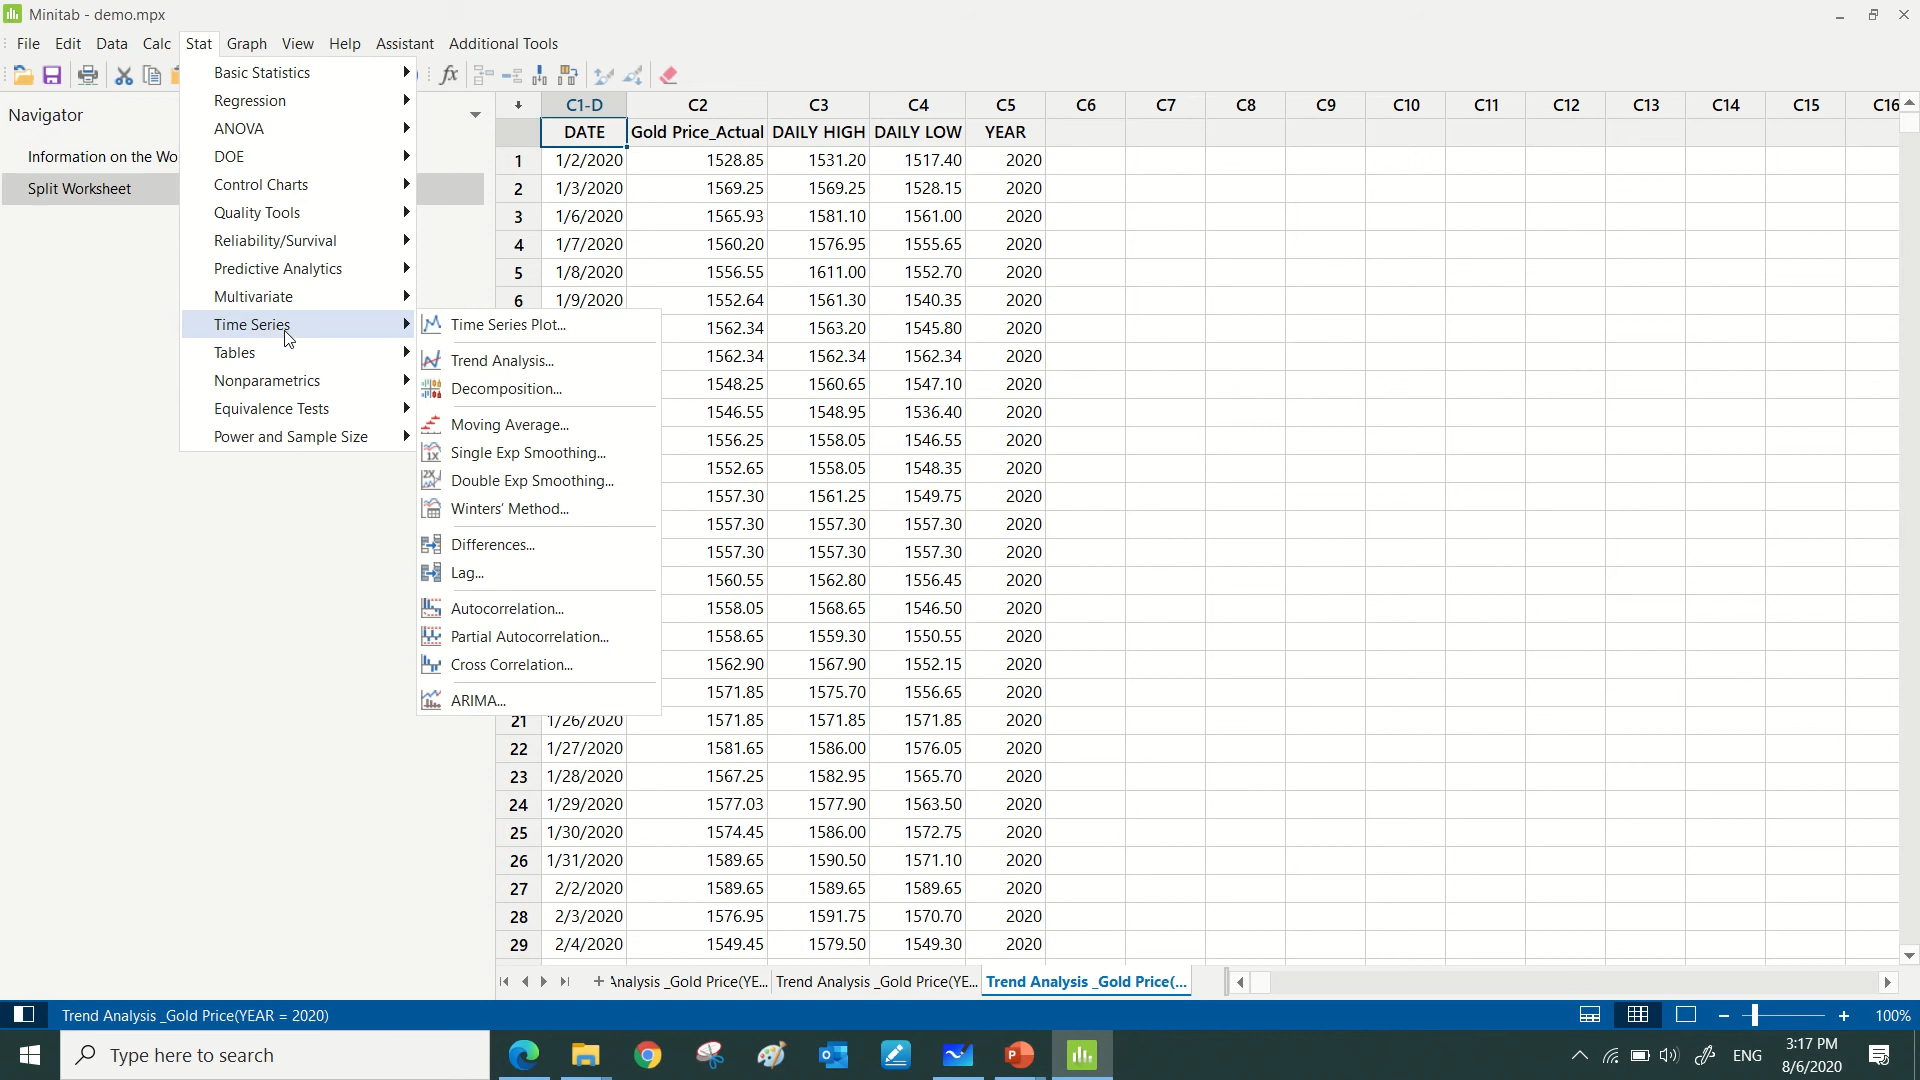 Minitab - demo.mpx
File Edit Data Calc Stat Graph View Help Assistant Additional Tools
Navigator
Information on the Wo
Split Worksheet
Basic Statistics
Regression
ANOVA
DOE
Control Charts
Quality Tools
Reliability/Survival
Predictive Analytics
Multivariate
Time Series
Tables
Nonparametrics
Equivalence Tests
Power and Sample Size
Time Series Plot...
Trend Analysis...
Decomposition...
Moving Average...
Single Exp Smoothing...
Double Exp Smoothing...
Winters' Method...
Differences...
Lag...
Autocorrelation...
Partial Autocorrelation...
Cross Correlation...
ARIMA...
C1-D C2 C3 C4 C5 C6 C7 C8 C9 C10 C11 C12 C13 C14 C15 C16
DATE Gold Price_Actual DAILY HIGH DAILY LOW YEAR
1 1/2/2020 1528.85 1531.20 1517.40 2020
2 1/3/2020 1569.25 1569.25 1528.15 2020
3 1/6/2020 1565.93 1581.10 1561.00 2020
4 1/7/2020 1560.20 1576.95 1555.65 2020
5 1/8/2020 1556.55 1611.00 1552.70 2020
6 1/9/2020 1552.64 1561.30 1540.35 2020
1562.34 1563.20 1545.80 2020
1562.34 1562.34 1562.34 2020
1548.25 1560.65 1547.10 2020
1546.55 1548.95 1536.40 2020
1556.25 1558.05 1546.55 2020
1552.65 1558.05 1548.35 2020
1557.30 1561.25 1549.75 2020
1557.30 1557.30 1557.30 2020
1557.30 1557.30 1557.30 2020
1560.55 1562.80 1556.45 2020
1558.05 1568.65 1546.50 2020
1558.65 1559.30 1550.55 2020
1562.90 1567.90 1552.15 2020
1571.85 1575.70 1556.65 2020
21 1/26/2020 1571.85 1571.85 1571.85 2020
22 1/27/2020 1581.65 1586.00 1576.05 2020
23 1/28/2020 1567.25 1582.95 1565.70 2020
24 1/29/2020 1577.03 1577.90 1563.50 2020
25 1/30/2020 1574.45 1586.00 1572.75 2020
26 1/31/2020 1589.65 1590.50 1571.10 2020
27 2/2/2020 1589.65 1589.65 1589.65 2020
28 2/3/2020 1576.95 1591.75 1570.70 2020
29 2/4/2020 1549.45 1579.50 1549.30 2020
+ \nalysis _Gold Price(YE... Trend Analysis _Gold Price(YE... Trend Analysis _Gold Price(...
Trend Analysis _Gold Price(YEAR = 2020)
100%
Type here to search
ENG
3:17 PM
8/6/2020